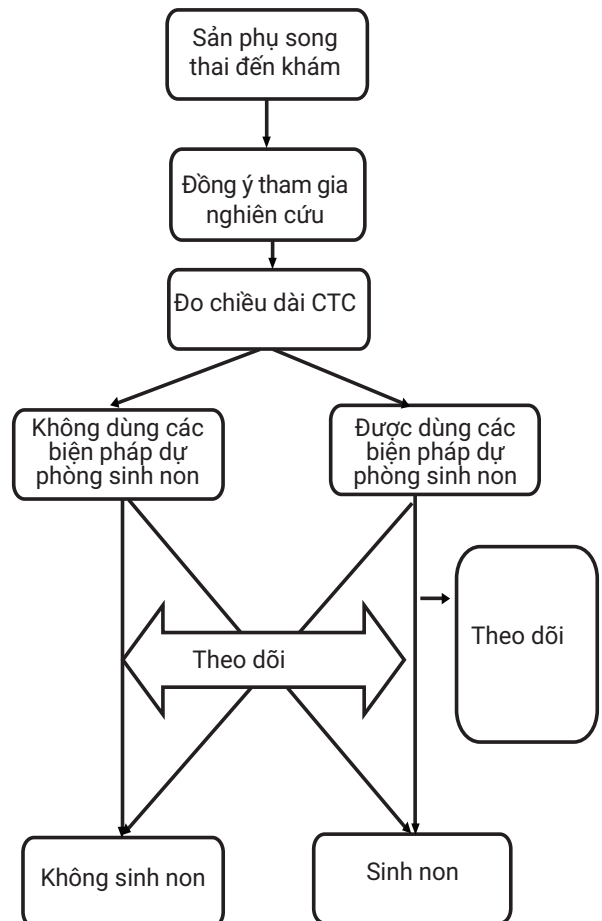 Sản phụ song
thai đến khám
Đồng ý tham gia
nghiên cứu
Đo chiều dài CTC
Không dùng các
biện pháp dự
phòng sinh non
Được dùng các
biện pháp dự
phòng sinh non
Theo dõi
Theo dõi
Không sinh non
Sinh non